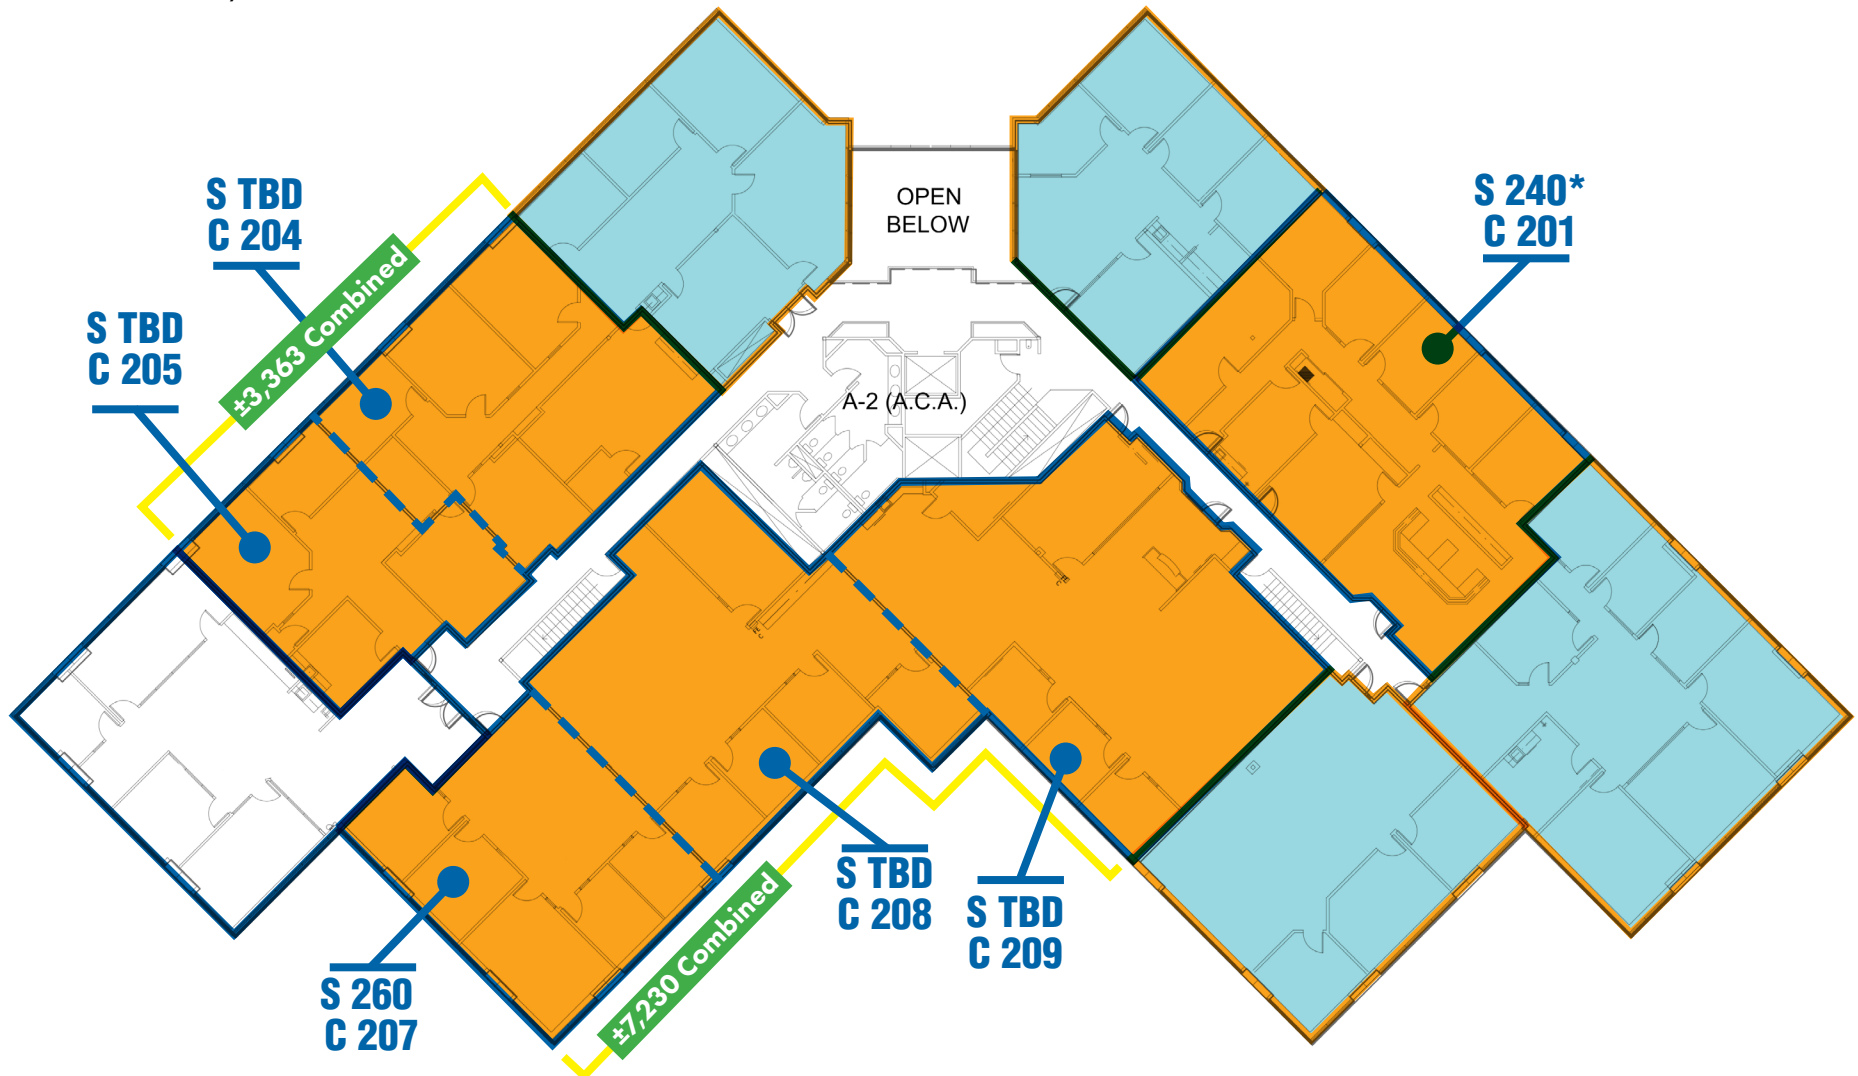 OPEN
BELOW
S TBD
C 204
S 240*
C 201
±3,363 Combined
S TBD
C 205
A-2 (A.C.A.)
S TBD
C 208
S TBD
C 209
±7,230 Combined
S 260
C 207